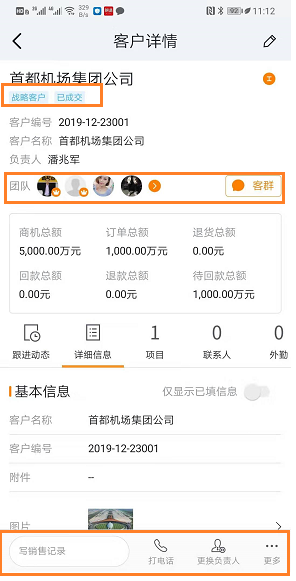 329 B/s 92 11:12
客户详情
首都机场集团公司
战略客户 已成交
客户编号 2019-12-23001
客户名称 首都机场集团公司
负责人 潘兆军
团队 客群
商机总额 订单总额 退货总额
5,000.00万元 1,000.00万元 0.00元
回款总额 退款总额 待回款总额
0.00元 0.00元 1,000.00万元
1 0 0
跟进动态 详细信息 项目 联系人 外勤
基本信息 仅显示已填信息
客户名称 首都机场集团公司
客户编号 2019-12-23001
附件 --
图片
写销售记录 打电话 更换负责人 更多